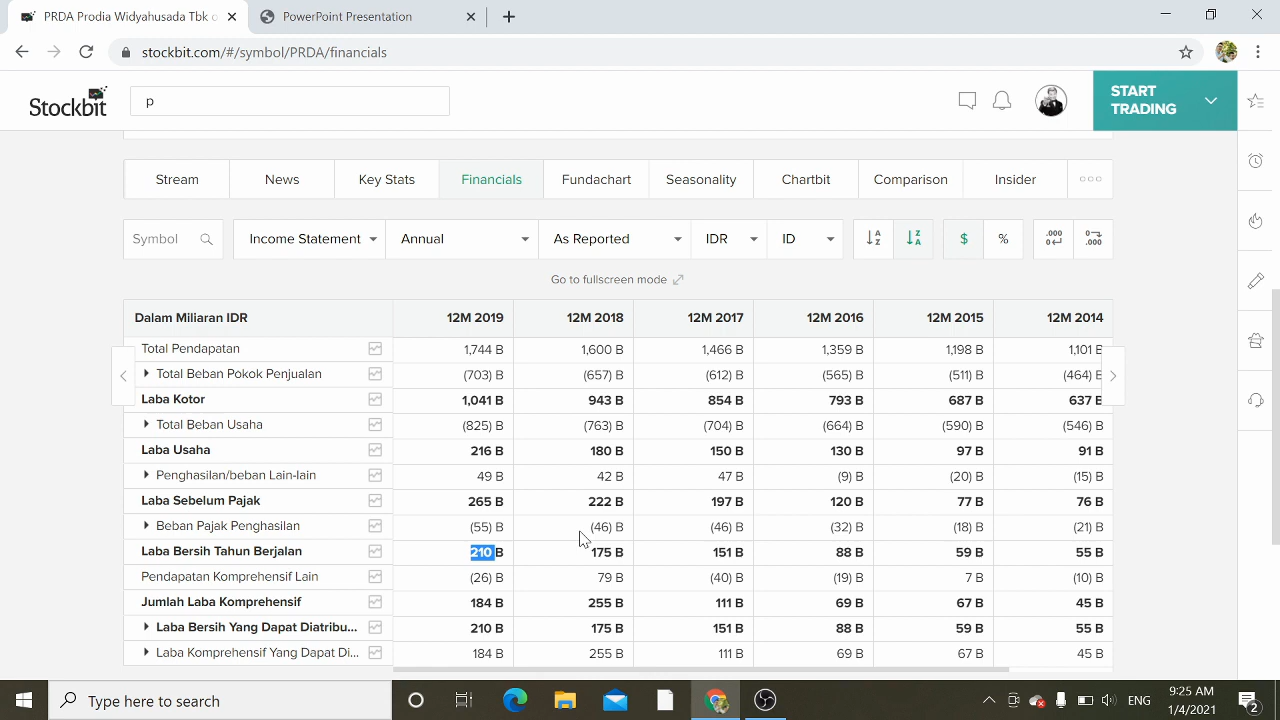 PRDA Prodia Widyahusada Tbk o
PowerPoint Presentation
stockbit.com/#/symbol/PRDA/financials
Stockbit
p
START TRADING
Stream News Key Stats Financials Fundachart Seasonality Chartbit Comparison Insider
Symbol Income Statement Annual As Reported IDR ID A Z Z A $ % .000 0 0 .000
Go to fullscreen mode
Dalam Miliaran IDR 12M 2019 12M 2018 12M 2017 12M 2016 12M 2015 12M 2014
Total Pendapatan 1,744 B 1,600 B 1,466 B 1,359 B 1,198 B 1,101 B
Total Beban Pokok Penjualan (703) B (657) B (612) B (565) B (511) B (464) B
Laba Kotor 1,041 B 943 B 854 B 793 B 687 B 637 B
Total Beban Usaha (825) B (763) B (704) B (664) B (590) B (546) B
Laba Usaha 216 B 180 B 150 B 130 B 97 B 91 B
Penghasilan/beban Lain-lain 49 B 42 B 47 B (9) B (20) B (15) B
Laba Sebelum Pajak 265 B 222 B 197 B 120 B 77 B 76 B
Beban Pajak Penghasilan (55) B (46) B (46) B (32) B (18) B (21) B
Laba Bersih Tahun Berjalan 210 B 175 B 151 B 88 B 59 B 55 B
Pendapatan Komprehensif Lain (26) B 79 B (40) B (19) B 7 B (10) B
Jumlah Laba Komprehensif 184 B 255 B 111 B 69 B 67 B 45 B
Laba Bersih Yang Dapat Diatribu... 210 B 175 B 151 B 88 B 59 B 55 B
Laba Komprehensif Yang Dapat Di... 184 B 255 B 111 B 69 B 67 B 45 B
Type here to search
ENG
9:25 AM
1/4/2021
2